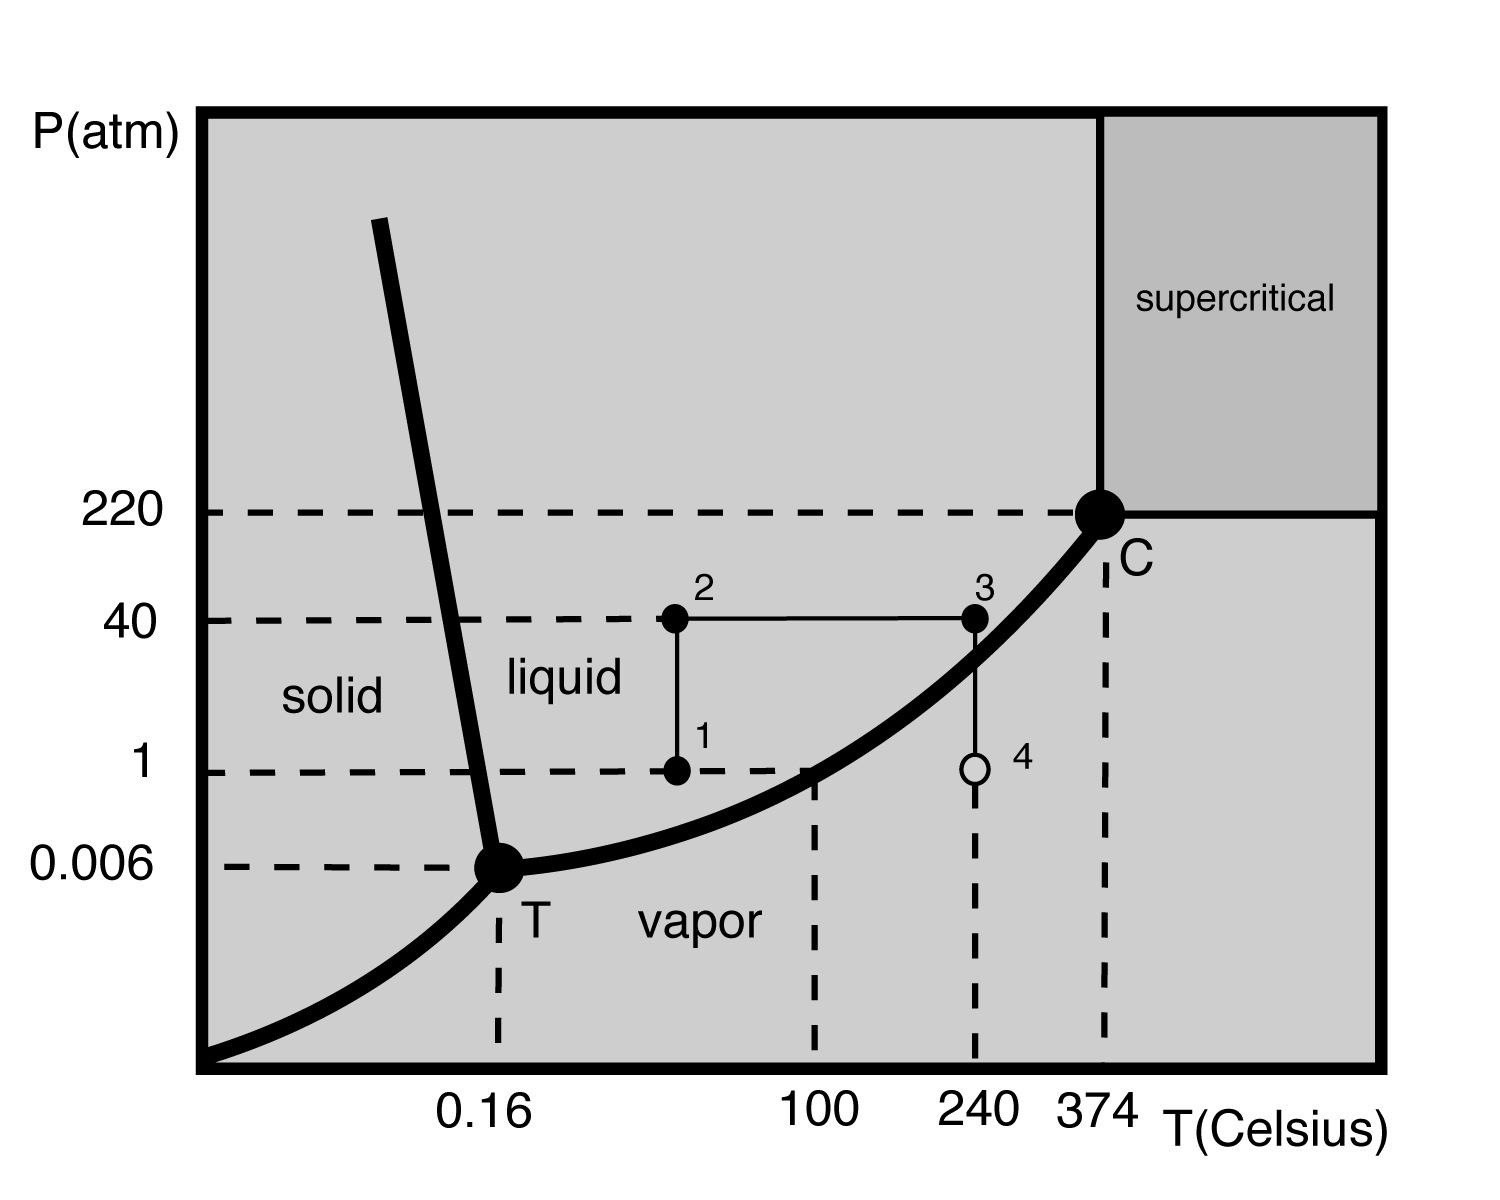 P(atm)
supercritical
220
C
2
3
40
liquid
solid
1
1
4
0.006
T
vapor
0.16
100
240
374
T(Celsius)